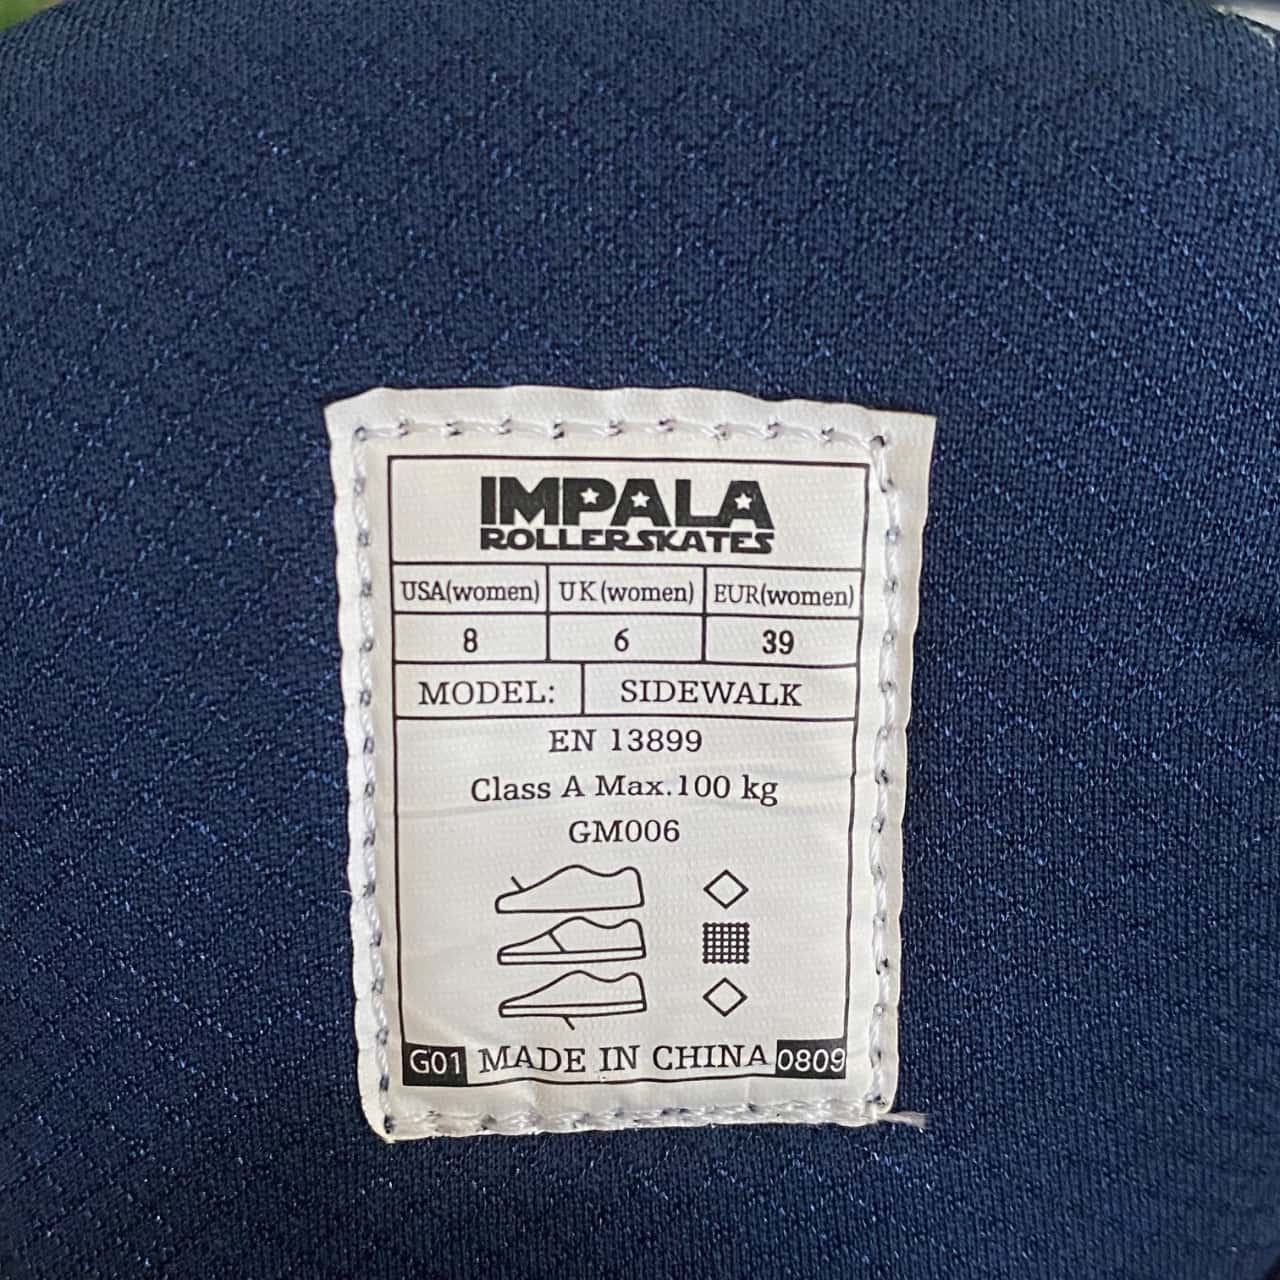 IMPALA
ROLLERSKATES
USA(women) UK(women) EUR(women)
8 6 39
MODEL: SIDEWALK
EN 13899
Class A Max.100 kg
GM006
G01 MADE IN CHINA 0809